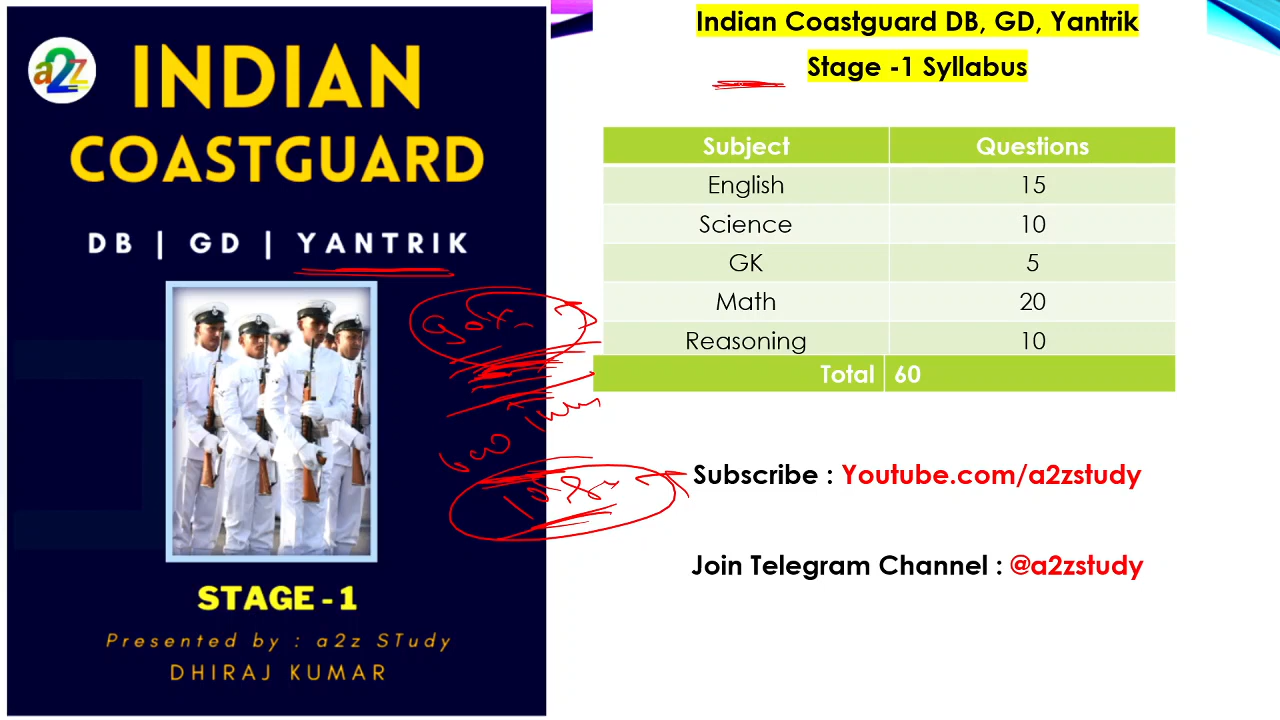 a2z
INDIAN
COASTGUARD
DB | GD | YANTRIK
STAGE - 1
Presented by : a2z STudy
DHIRAJ KUMAR
Indian Coastguard DB, GD, Yantrik
Stage -1 Syllabus
Subject Questions
English 15
Science 10
GK 5
Math 20
Reasoning 10
Total 60
Subscribe : Youtube.com/a2zstudy
Join Telegram Channel : @a2zstudy